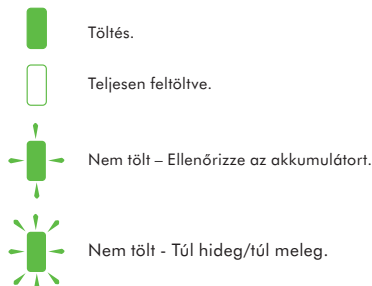 Töltés.
Teljesen feltöltve.
Nem tölt – Ellenőrizze az akkumulátort.
Nem tölt - Túl hideg/túl meleg.